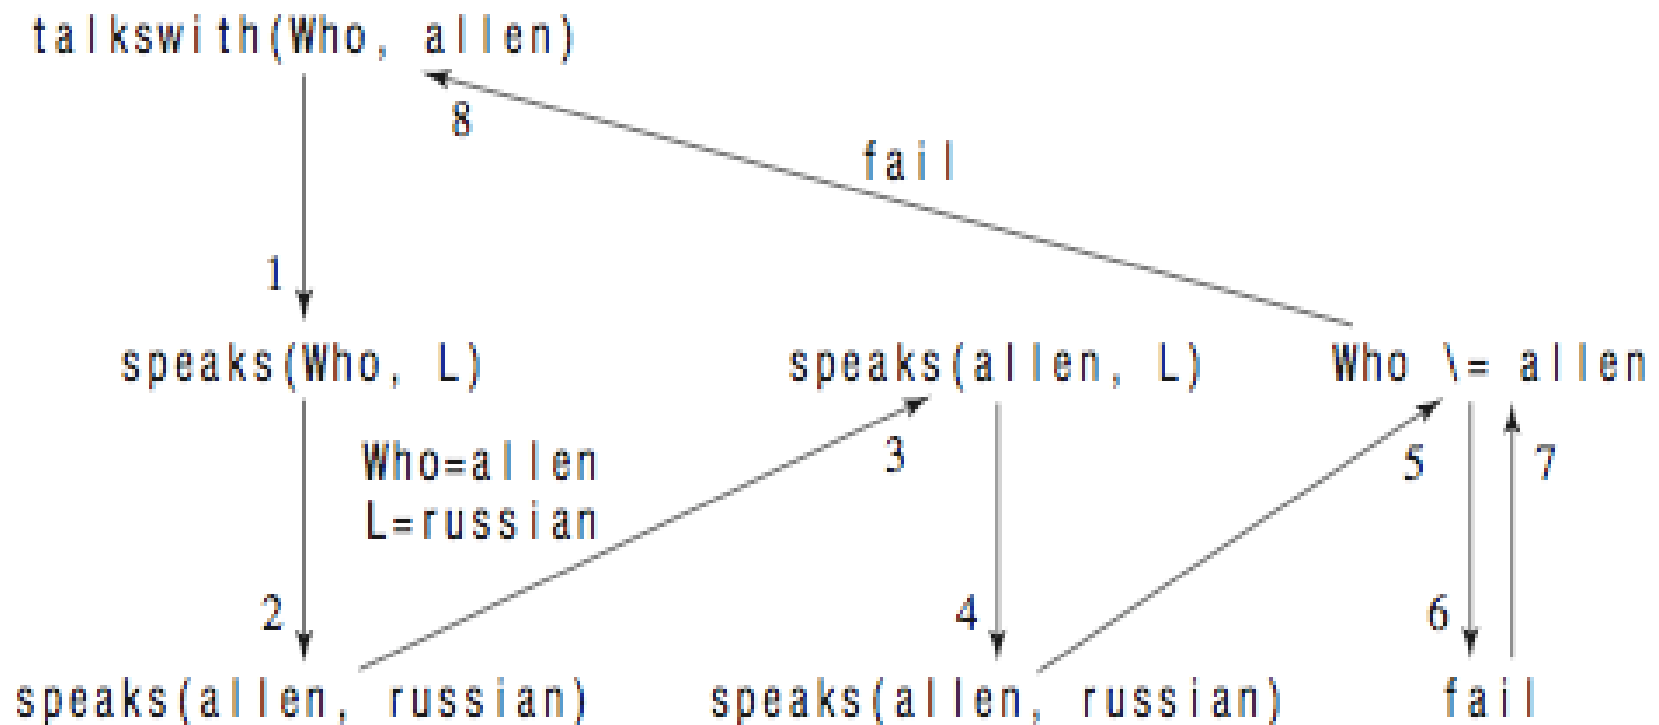 talkswith(Who, allen)
8
fail
1
speaks(Who, L)
speaks(allen, L)
Who \= allen
Who=allen
L=russian
3
5
7
2
4
6
speaks(allen, russian)
speaks(allen, russian)
fail